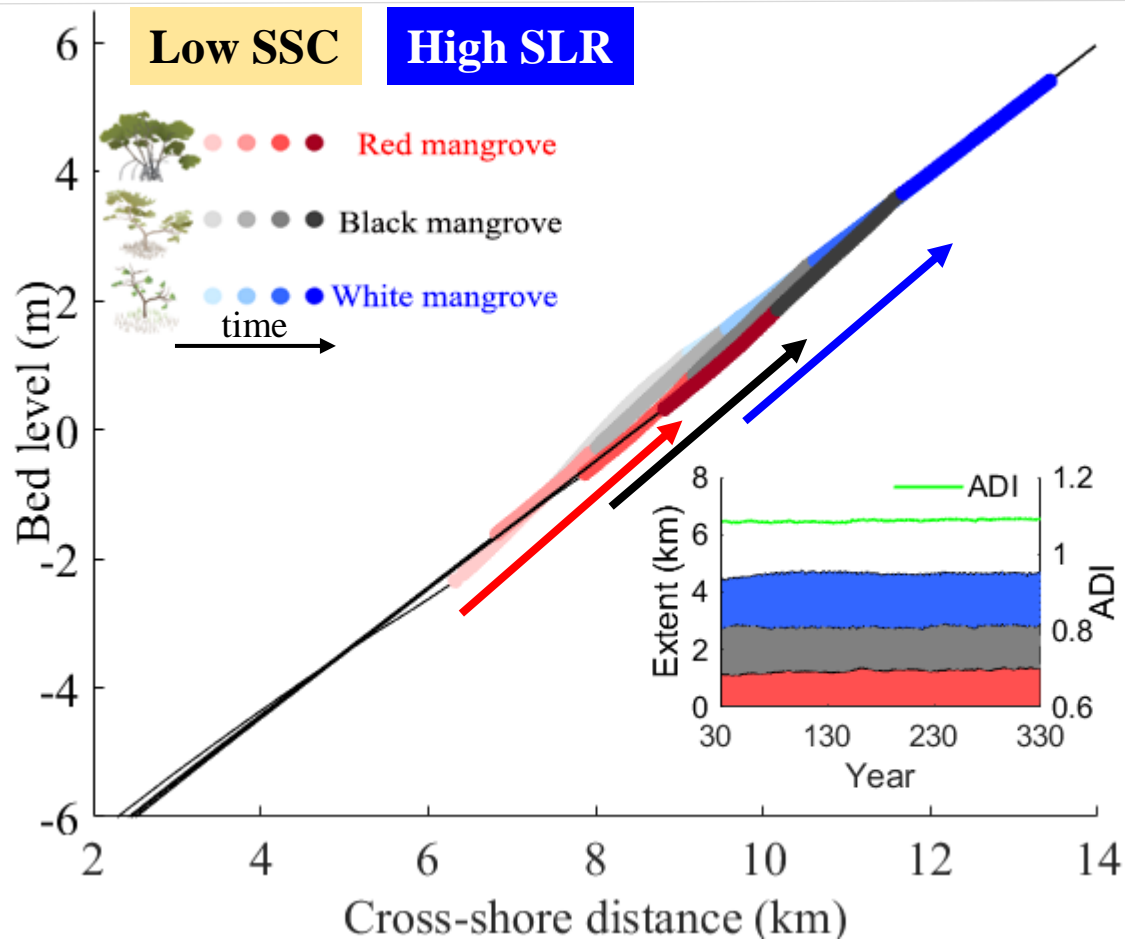 Low SSC
High SLR
Red mangrove
Black mangrove
White mangrove
time
Bed level (m)
6
4
2
0
-2
-4
-6
2
4
6
8
10
12
14
Cross-shore distance (km)
ADI
Extent (km)
8
6
4
2
0
1.2
1
0.8
0.6
ADI
30
130
230
330
Year